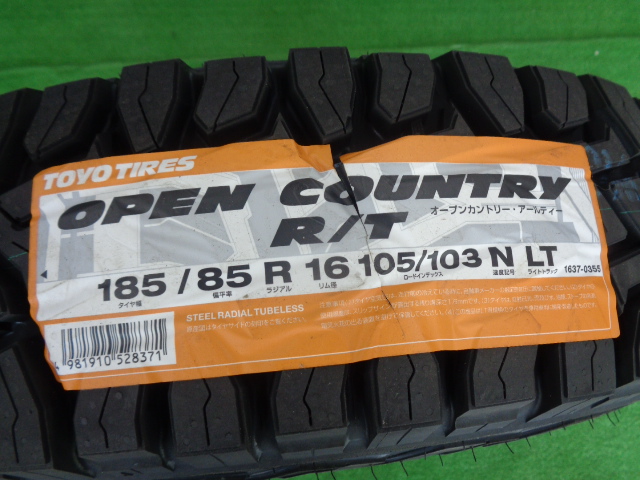 TOYO TIRES
OPEN COUNTRY
R/T
オープンカントリー・アールティー
185 / 85 R 16 105/103 N LT
タイヤ幅 偏平率 ラジアル リム径 ロードインデックス 速度記号 ライトトラック
1637-0355
STEEL RADIAL TUBELESS
4 981910 528371